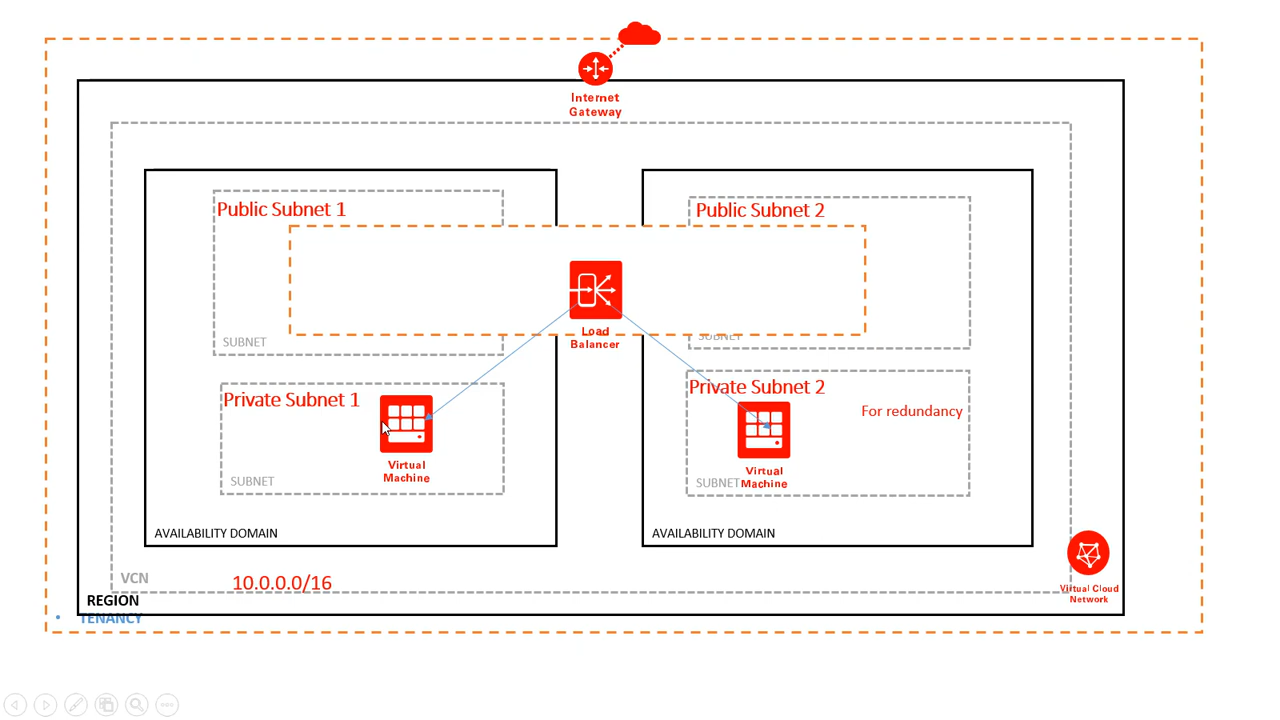 Internet
Gateway
Public Subnet 1
Public Subnet 2
SUBNET
SUBNET
Load
Balancer
Private Subnet 1
Private Subnet 2
For redundancy
Virtual
Machine
Virtual
Machine
SUBNET
SUBNET
AVAILABILITY DOMAIN
AVAILABILITY DOMAIN
VCN
10.0.0.0/16
Virtual Cloud
Network
REGION
• TENANCY